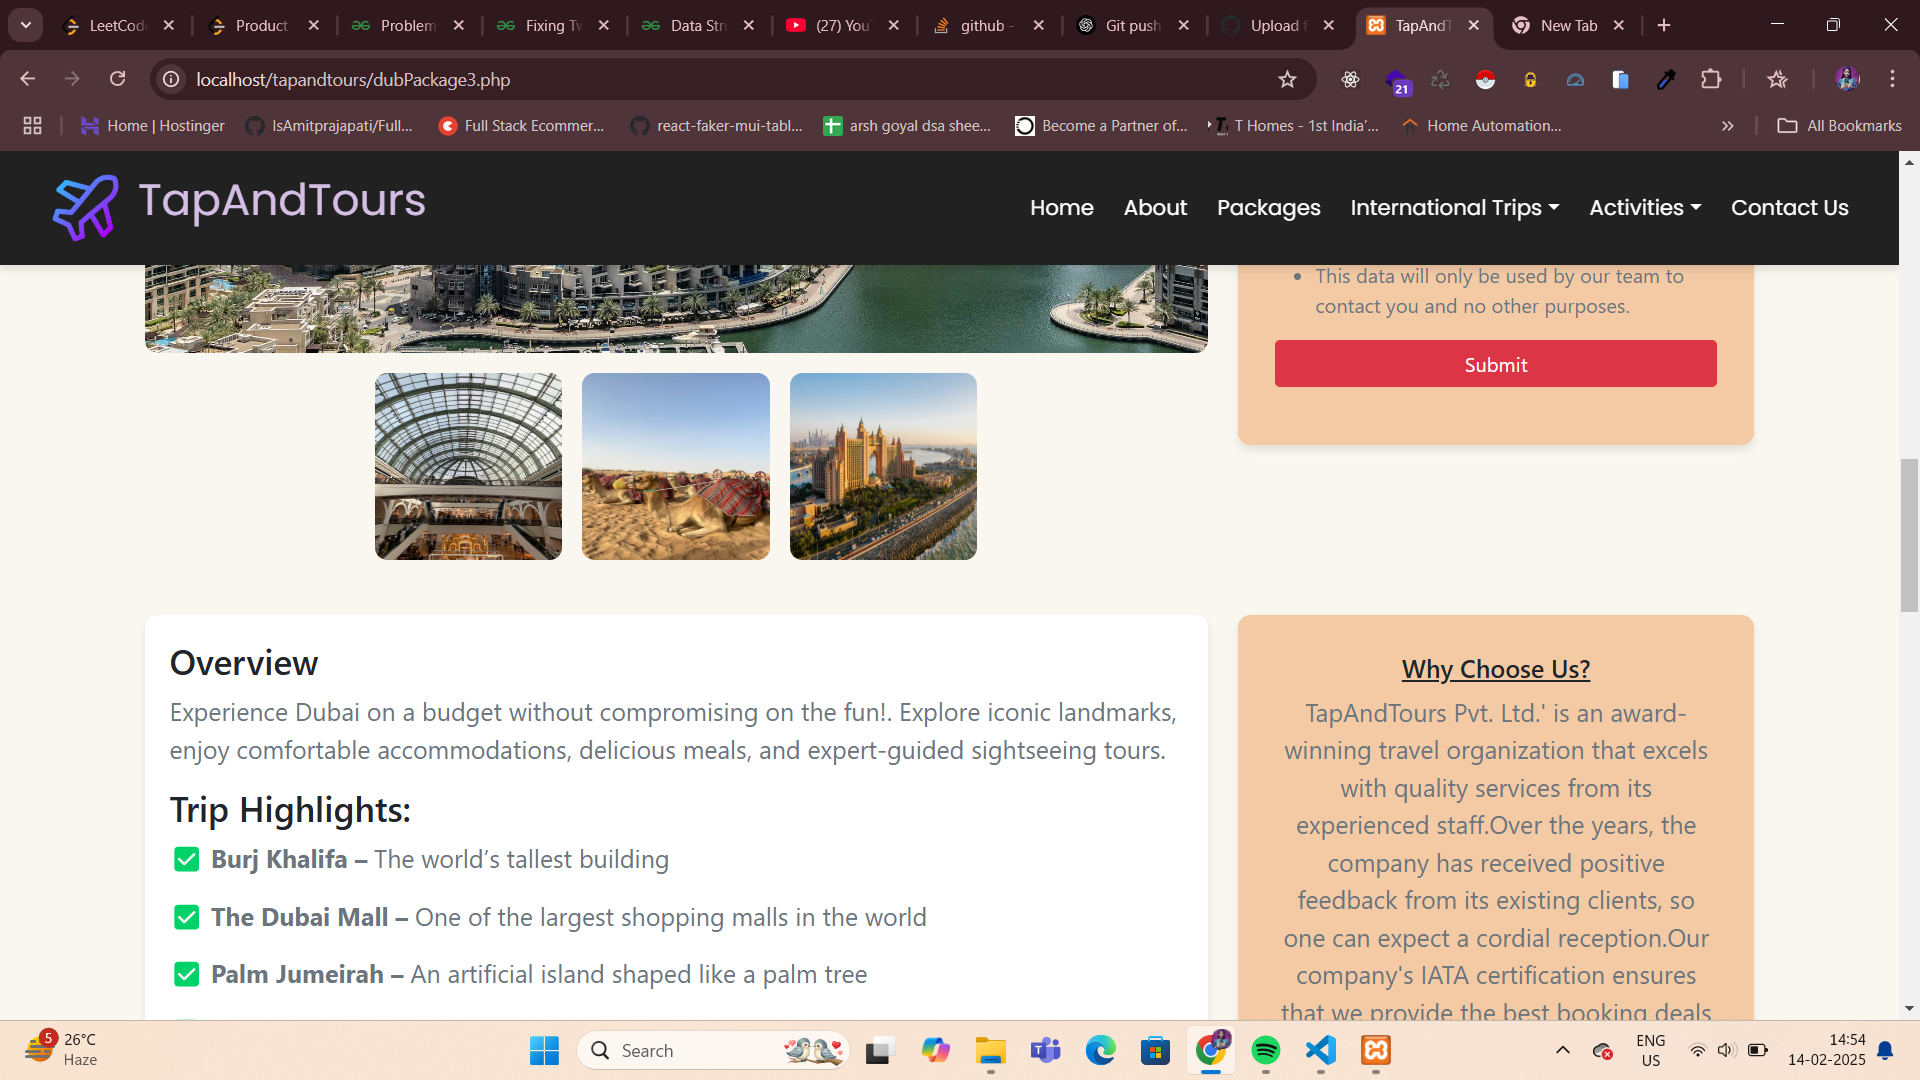 LeetCod
Product
Problem
Fixing Tw
Data Stru
(27) You
github -
Git push
Upload f
TapAndT
New Tab
localhost/tapandtours/dubPackage3.php
21
Home | Hostinger
IsAmitprajapati/Full...
Full Stack Ecommer...
react-faker-mui-tabl...
arsh goyal dsa shee...
Become a Partner of...
T Homes - 1st India'...
Home Automation...
»
All Bookmarks
TapAndTours
Home
About
Packages
International Trips
Activities
Contact Us
• This data will only be used by our team to
contact you and no other purposes.
Submit
Overview
Experience Dubai on a budget without compromising on the fun!. Explore iconic landmarks,
enjoy comfortable accommodations, delicious meals, and expert-guided sightseeing tours.
Trip Highlights:
✅ Burj Khalifa – The world’s tallest building
✅ The Dubai Mall – One of the largest shopping malls in the world
✅ Palm Jumeirah – An artificial island shaped like a palm tree
Why Choose Us?
TapAndTours Pvt. Ltd.' is an award-
winning travel organization that excels
with quality services from its
experienced staff.Over the years, the
company has received positive
feedback from its existing clients, so
one can expect a cordial reception.Our
company's IATA certification ensures
that we provide the best booking deals
5
26°C
Haze
Search
ENG
US
14:54
14-02-2025